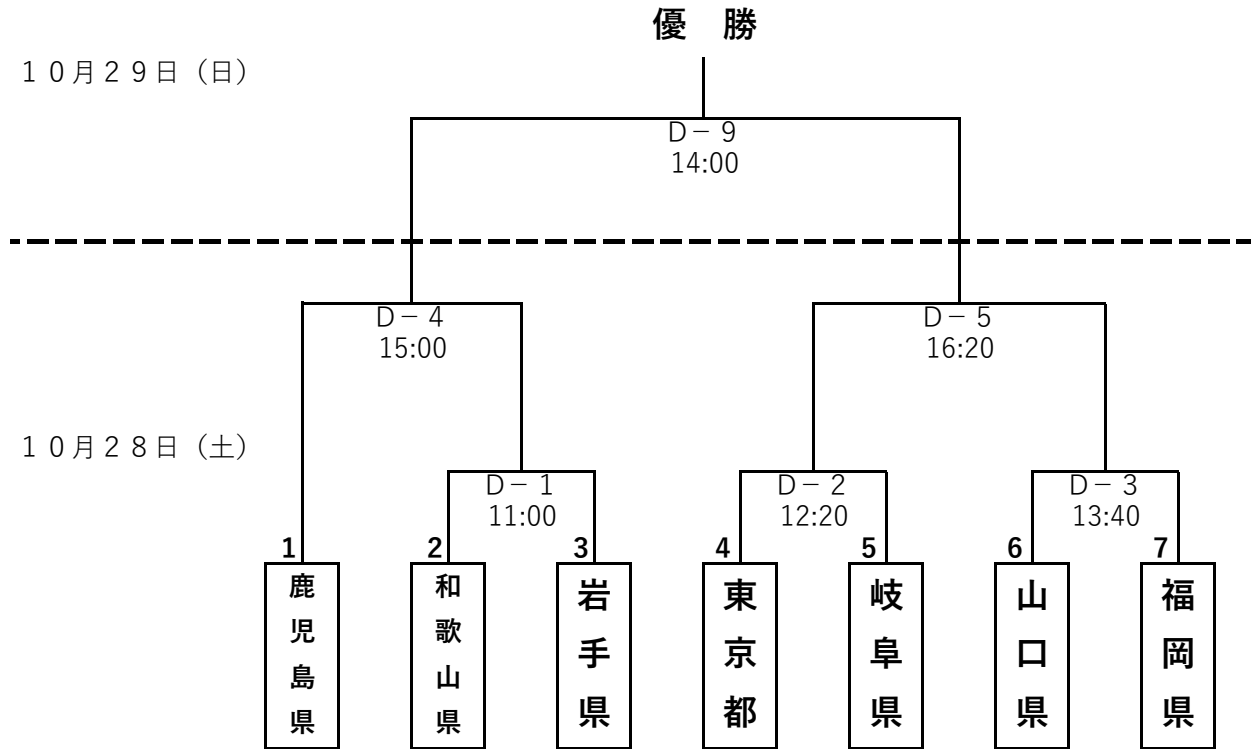 優　勝
１０月２９日（日）
Ｄ－９
14:00
Ｄ－４
15:00
Ｄ－５
16:20
１０月２８日（土）
Ｄ－１
11:00
Ｄ－２
12:20
Ｄ－３
13:40
1
鹿児島県
2
和歌山県
3
岩手県
4
東京都
5
岐阜県
6
山口県
7
福岡県